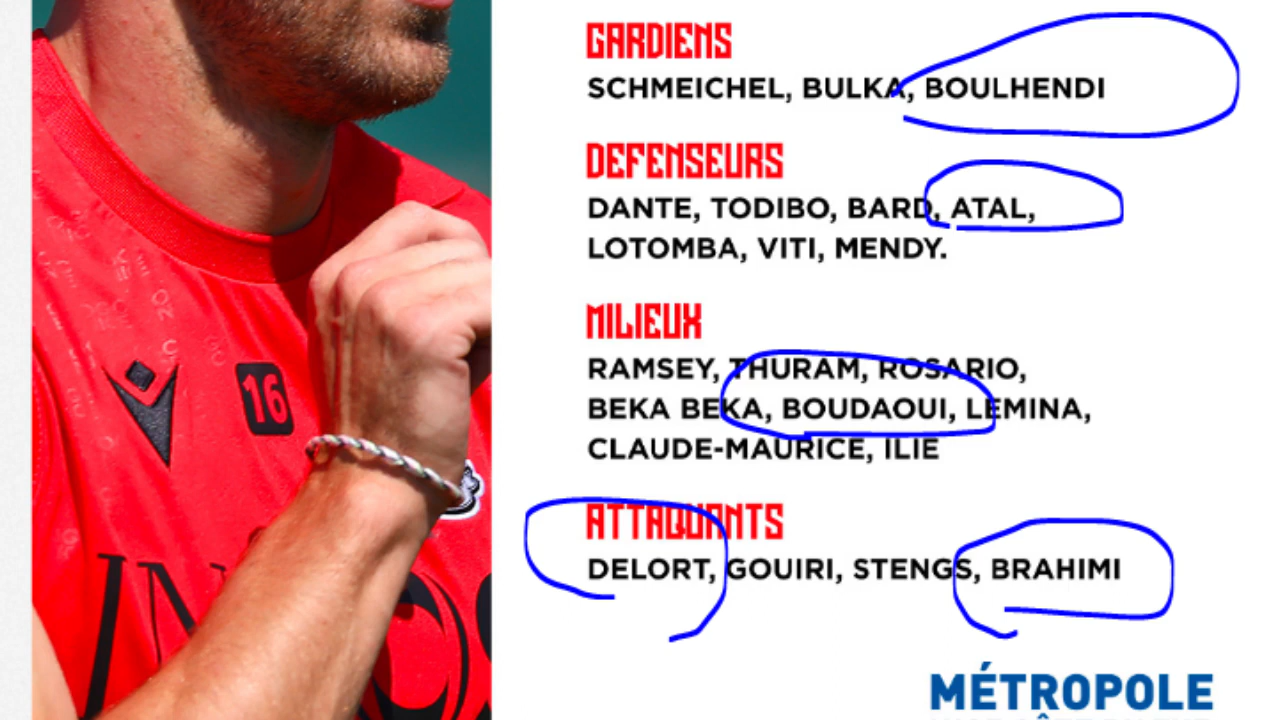 GARDIENS
SCHMEICHEL, BULKA, BOULHENDI
DEFENSEURS
DANTE, TODIBO, BARD, ATAL,
LOTOMBA, VITI, MENDY.
MILIEUX
RAMSEY, THURAM, ROSARIO,
BEKA BEKA, BOUDAOUI, LEMINA,
CLAUDE-MAURICE, ILIE
ATTAQUANTS
DELORT, GOUIRI, STENGS, BRAHIMI
16
MÉTROPOLE